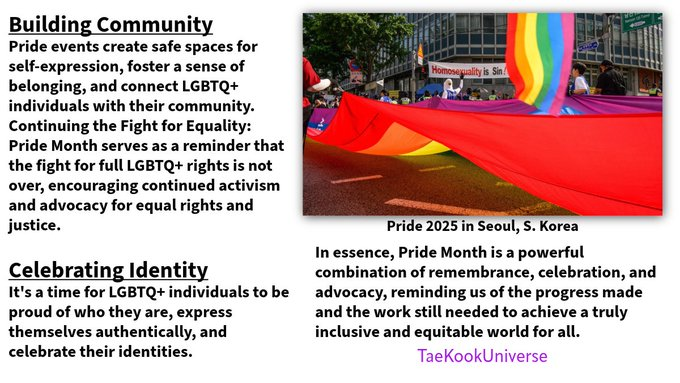 Building Community
Pride events create safe spaces for
self-expression, foster a sense of
belonging, and connect LGBTQ+
individuals with their community.
Continuing the Fight for Equality:
Pride Month serves as a reminder that
the fight for full LGBTQ+ rights is not
over, encouraging continued activism
and advocacy for equal rights and
justice.
Celebrating Identity
It's a time for LGBTQ+ individuals to be
proud of who they are, express
themselves authentically, and
celebrate their identities.
Homosexuality is Sin!
Pride 2025 in Seoul, S. Korea
In essence, Pride Month is a powerful
combination of remembrance, celebration, and
advocacy, reminding us of the progress made
and the work still needed to achieve a truly
inclusive and equitable world for all.
TaeKookUniverse